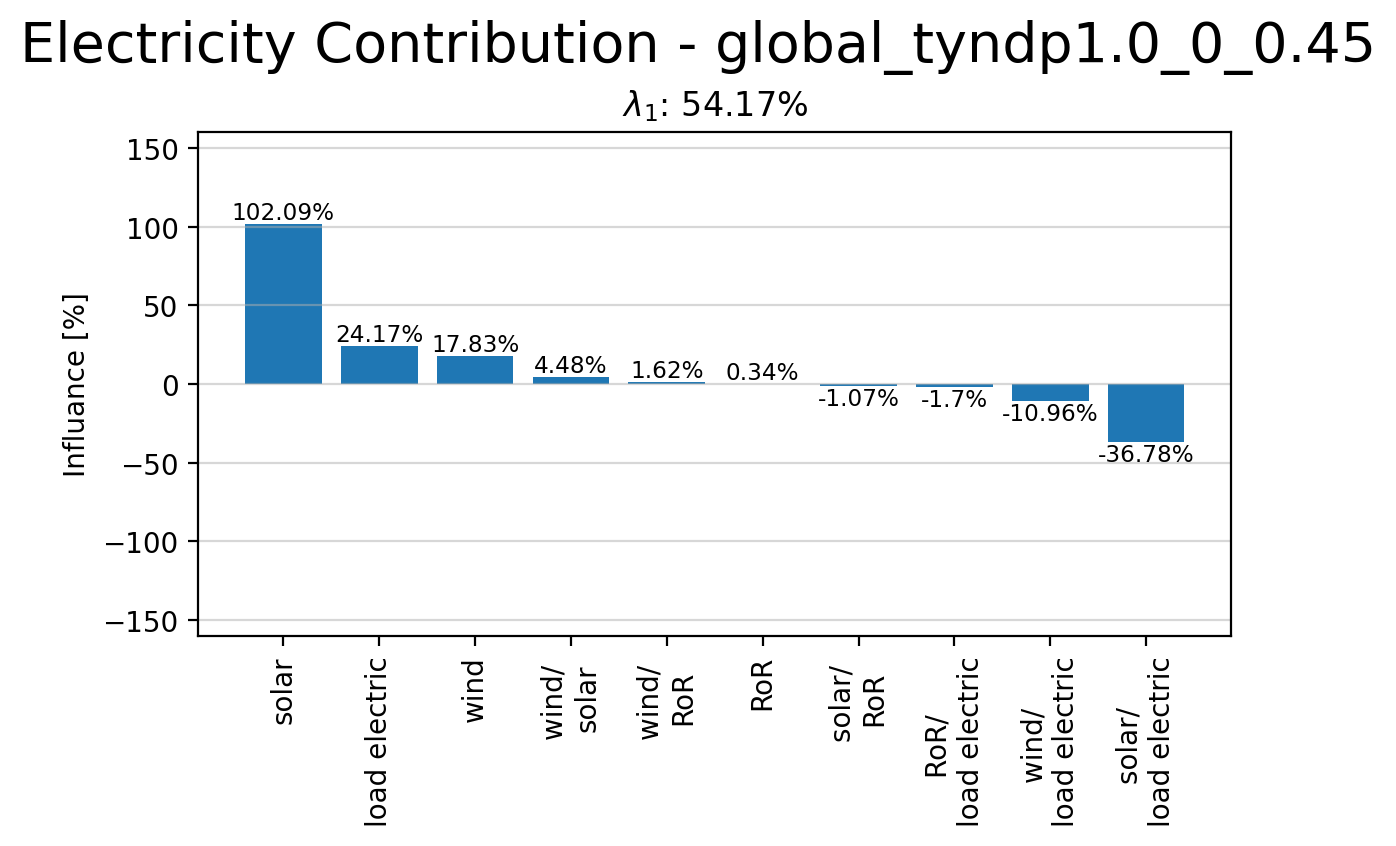 Electricity Contribution - global_tyndp1.0_0_0.45
λ1: 54.17%
Influance [%]
150
100
50
0
−50
−100
−150
102.09%
24.17%
17.83%
4.48%
1.62%
0.34%
-1.07%
-1.7%
-10.96%
-36.78%
solar
load electric
wind
wind/
solar
wind/
RoR
RoR
solar/
RoR
RoR/
load electric
wind/
load electric
solar/
load electric